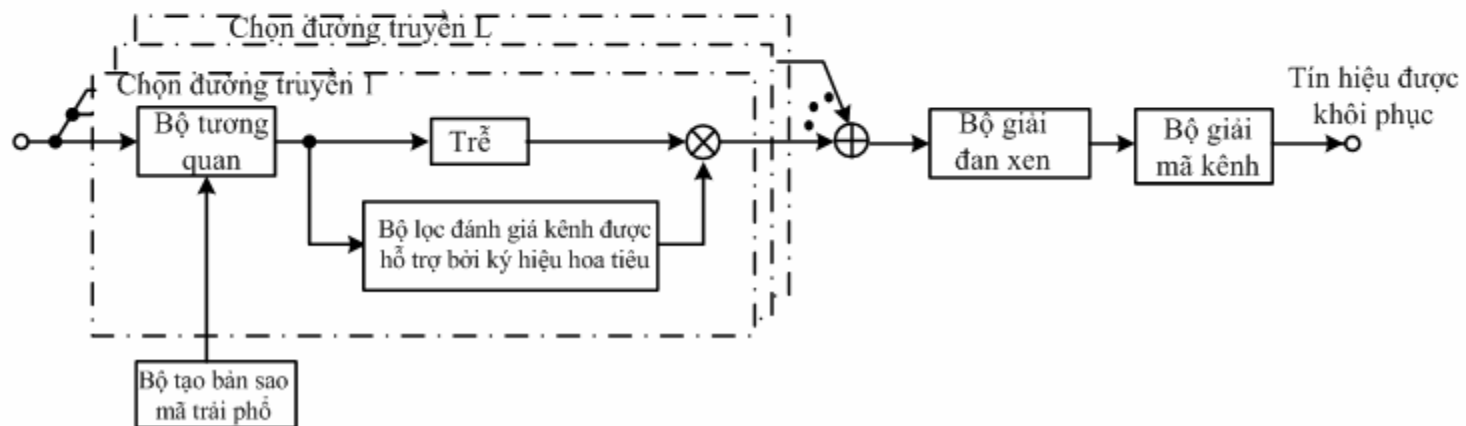 Chọn đường truyền L
Chọn đường truyền 1
Bộ tương
quan
Trễ
Bộ lọc đánh giá kênh được
hỗ trợ bởi ký hiệu hoa tiêu
Bộ tạo bản sao
mã trải phổ
Bộ giải
đan xen
Bộ giải
mã kênh
Tín hiệu được
khôi phục